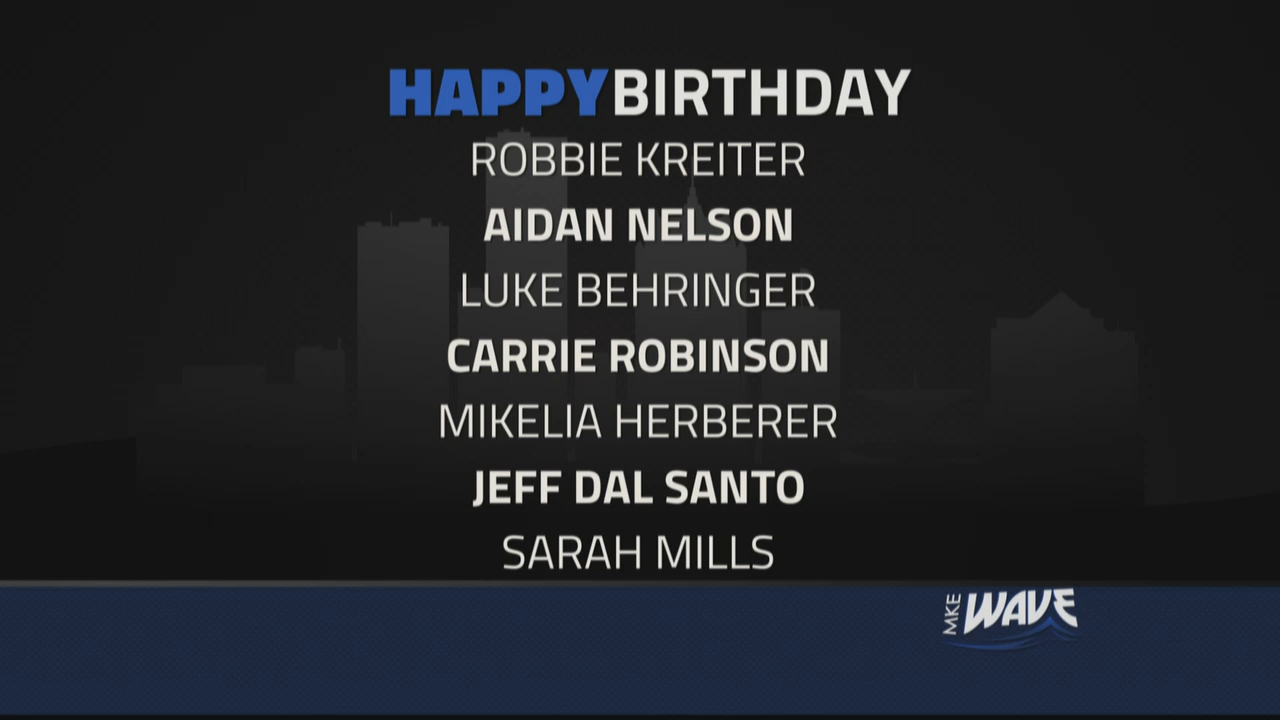 HAPPYBIRTHDAY
ROBBIE KREITER
AIDAN NELSON
LUKE BEHRINGER
CARRIE ROBINSON
MIKELIA HERBERER
JEFF DAL SANTO
SARAH MILLS
MKE WAVE